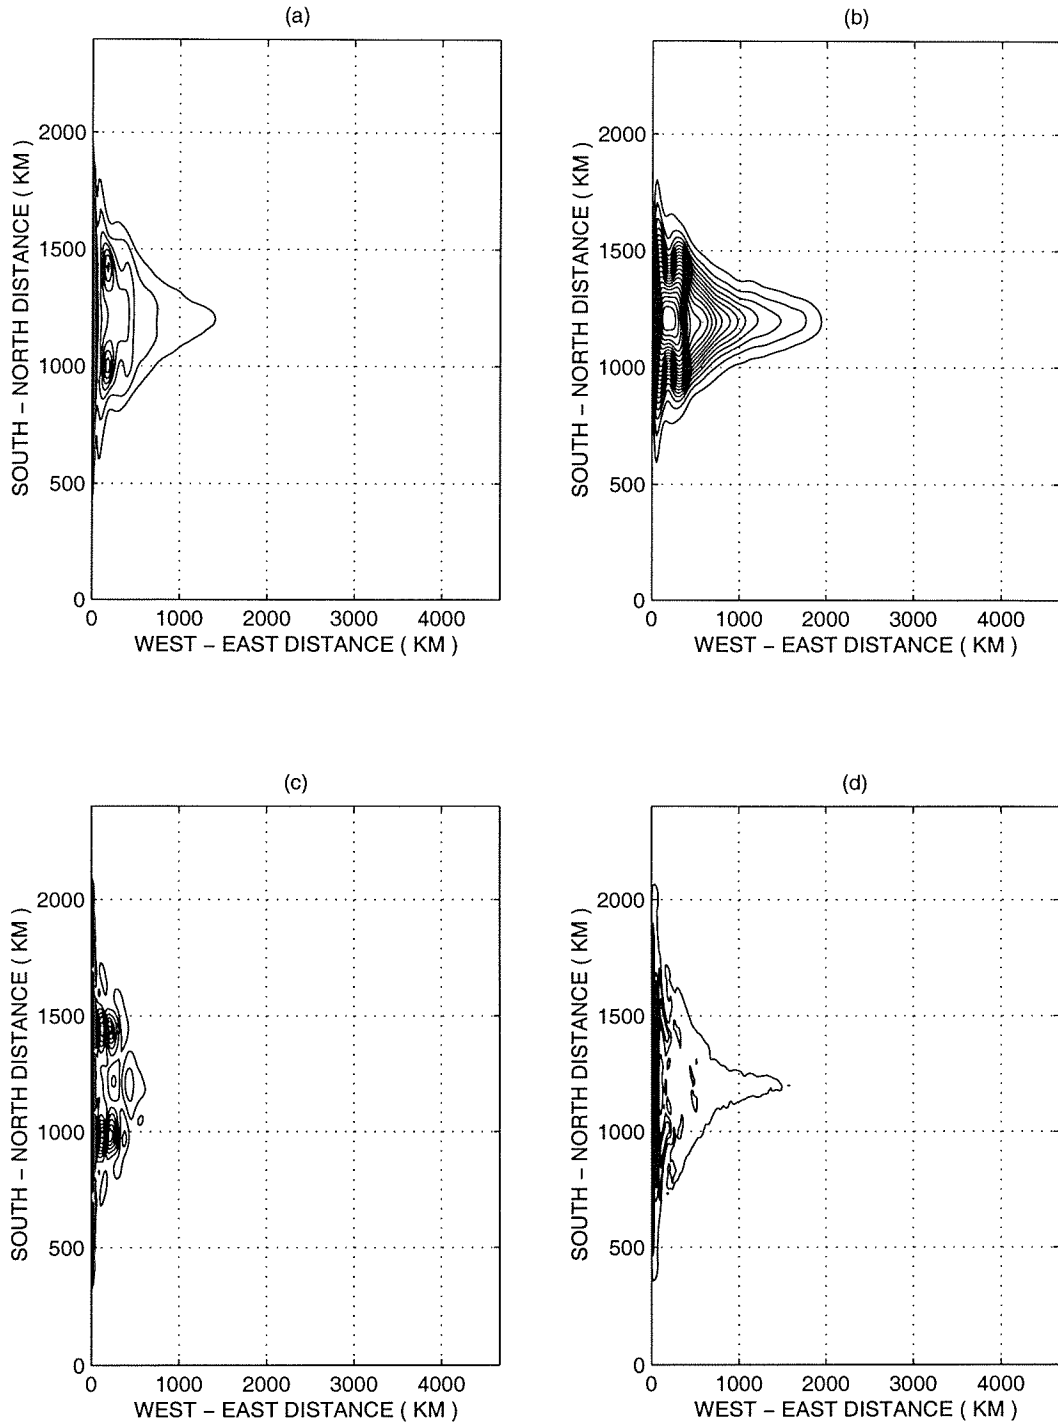 (a)
2000
1500
1000
500
0
SOUTH – NORTH DISTANCE ( KM )
0 1000 2000 3000 4000
WEST – EAST DISTANCE ( KM )
(b)
2000
1500
1000
500
0
SOUTH – NORTH DISTANCE ( KM )
0 1000 2000 3000 4000
WEST – EAST DISTANCE ( KM )
(c)
2000
1500
1000
500
0
SOUTH – NORTH DISTANCE ( KM )
0 1000 2000 3000 4000
WEST – EAST DISTANCE ( KM )
(d)
2000
1500
1000
500
0
SOUTH – NORTH DISTANCE ( KM )
0 1000 2000 3000 4000
WEST – EAST DISTANCE ( KM )